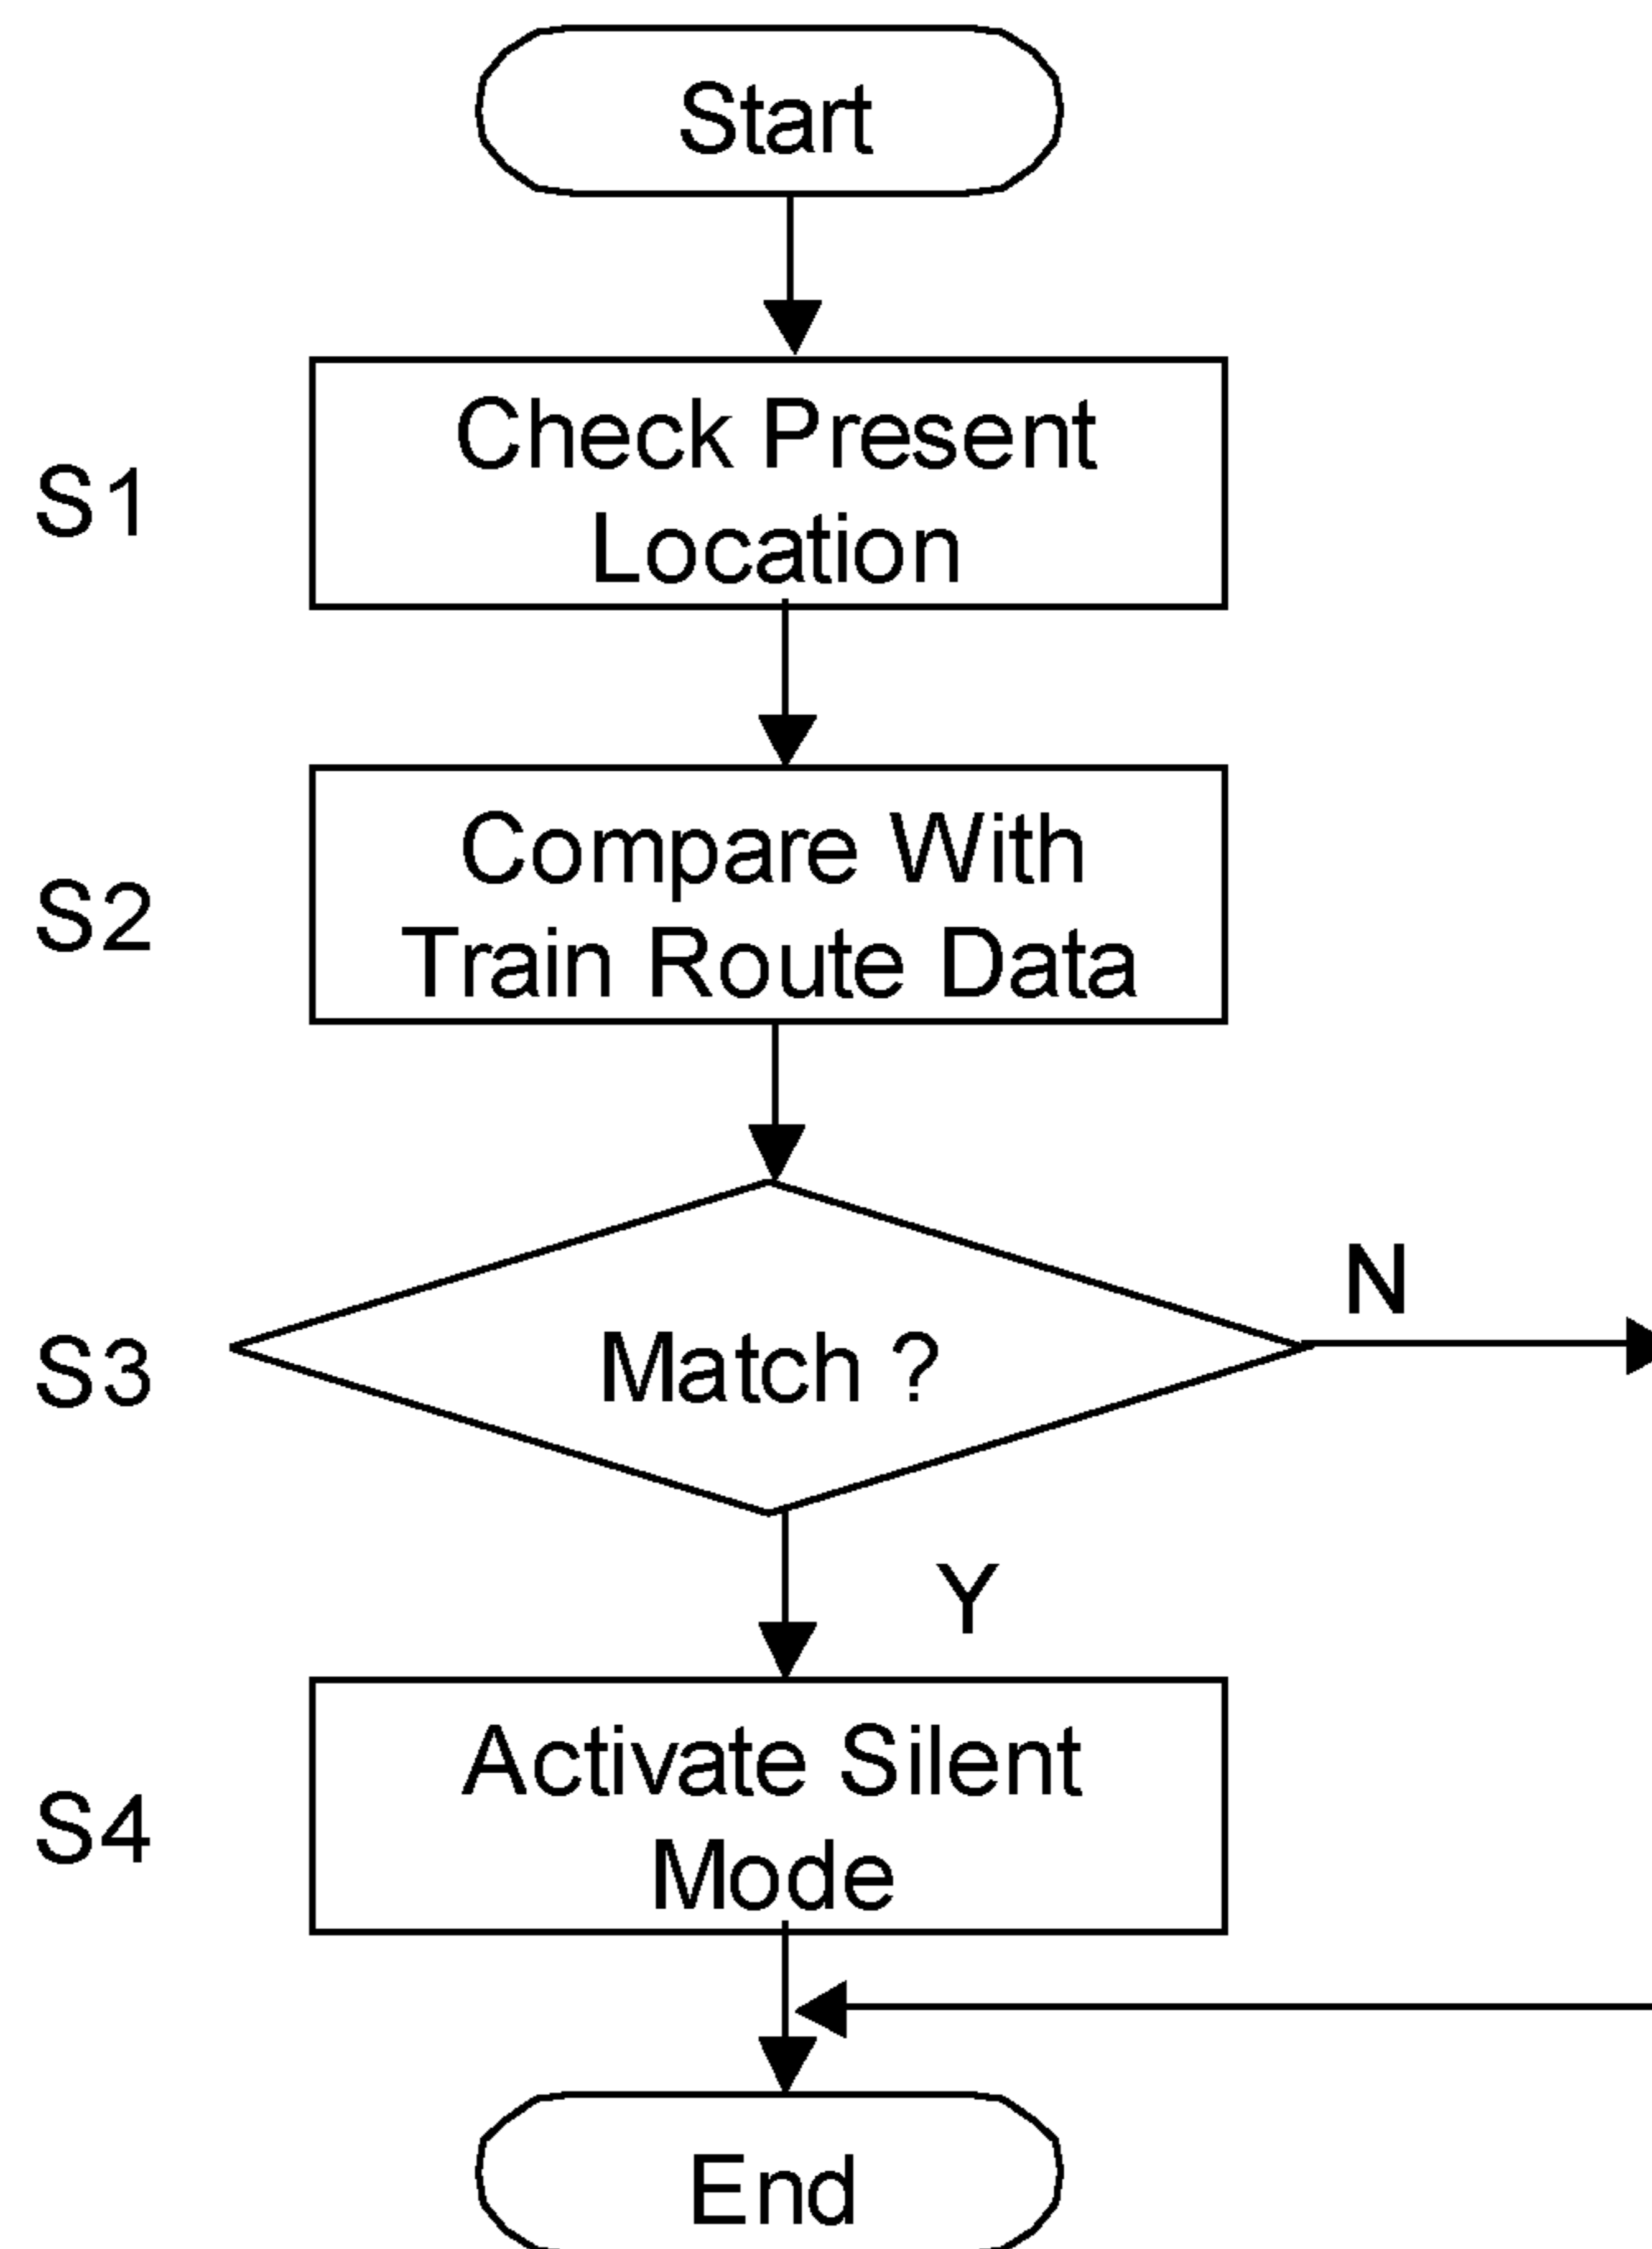 Start
S1
Check Present
Location
S2
Compare With
Train Route Data
S3
Match ?
N
Y
S4
Activate Silent
Mode
End